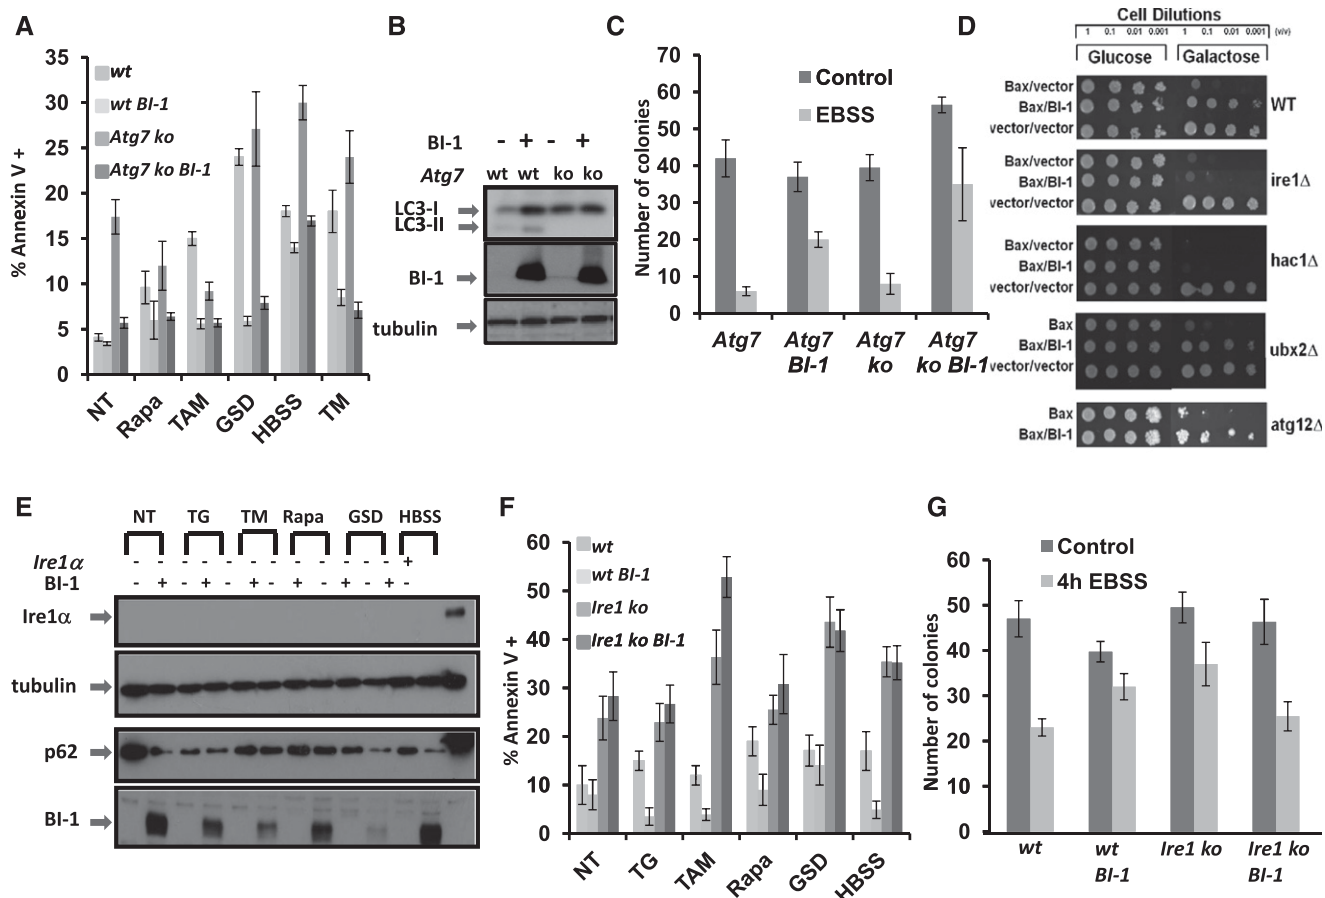 A
% Annexin V +
35
30
25
20
15
10
5
0
wt
wt BI-1
Atg7 ko
Atg7 ko BI-1
NT
Rapa
TAM
GSD
HBSS
TM
B
BI-1 - + - +
Atg7 wt wt ko ko
LC3-I
LC3-II
BI-1
tubulin
C
Number of colonies
70
60
50
40
30
20
10
0
Control
EBSS
Atg7
Atg7 BI-1
Atg7 ko
Atg7 ko BI-1
D
Cell Dilutions
1 0.1 0.01 0.001 1 0.1 0.01 0.001 (v/v)
Glucose Galactose
Bax/vector
Bax/BI-1
vector/vector
WT
Bax/vector
Bax/BI-1
vector/vector
ire1Δ
Bax/vector
Bax/BI-1
vector/vector
hac1Δ
Bax
Bax/BI-1
vector/vector
ubx2Δ
Bax
Bax/BI-1
atg12Δ
E
NT TG TM Rapa GSD HBSS
Ire1α - - - - - - - - - - - +
BI-1 - + - + - + - + - + - + -
Ire1α
tubulin
p62
BI-1
F
% Annexin V +
60
50
40
30
20
10
0
wt
wt BI-1
Ire1 ko
Ire1 ko BI-1
NT
TG
TAM
Rapa
GSD
HBSS
G
Number of colonies
60
50
40
30
20
10
0
Control
4h EBSS
wt
wt BI-1
Ire1 ko
Ire1 ko BI-1